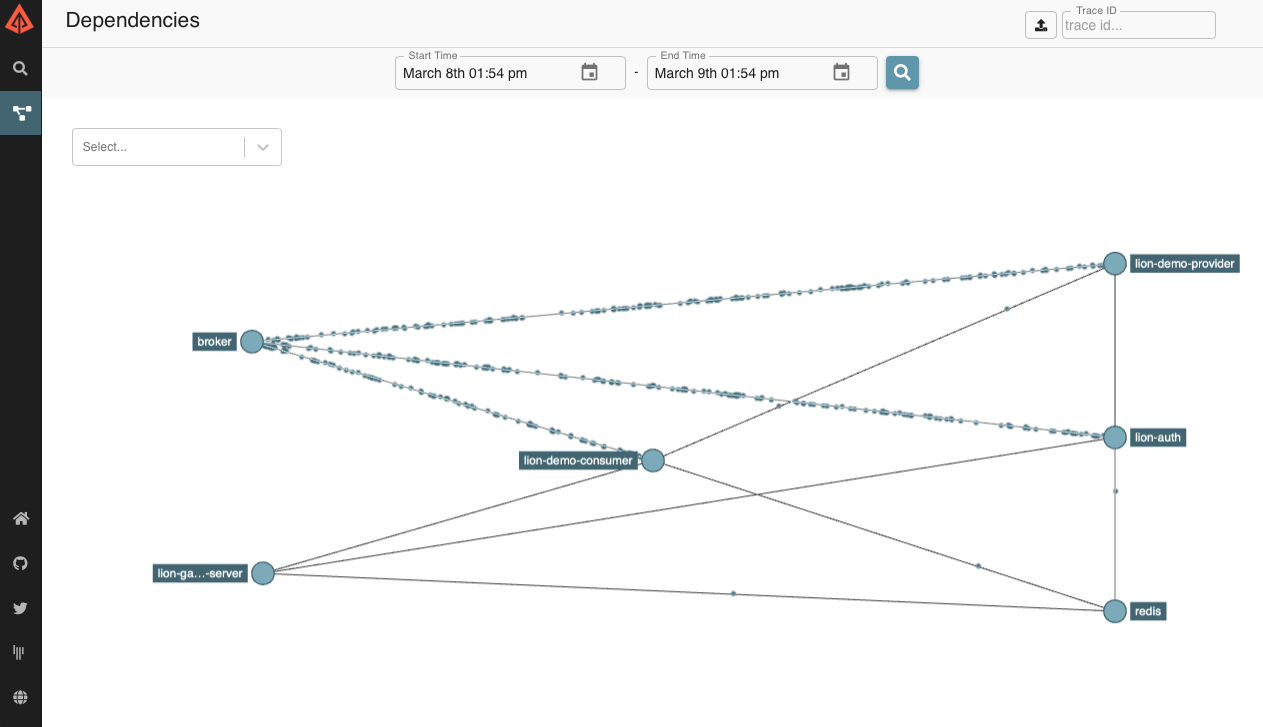 Dependencies
Trace ID
trace id...
Start Time
End Time
March 8th 01:54 pm
-
March 9th 01:54 pm
Select...
lion-demo-provider
broker
lion-auth
lion-demo-consumer
lion-ga...-server
redis